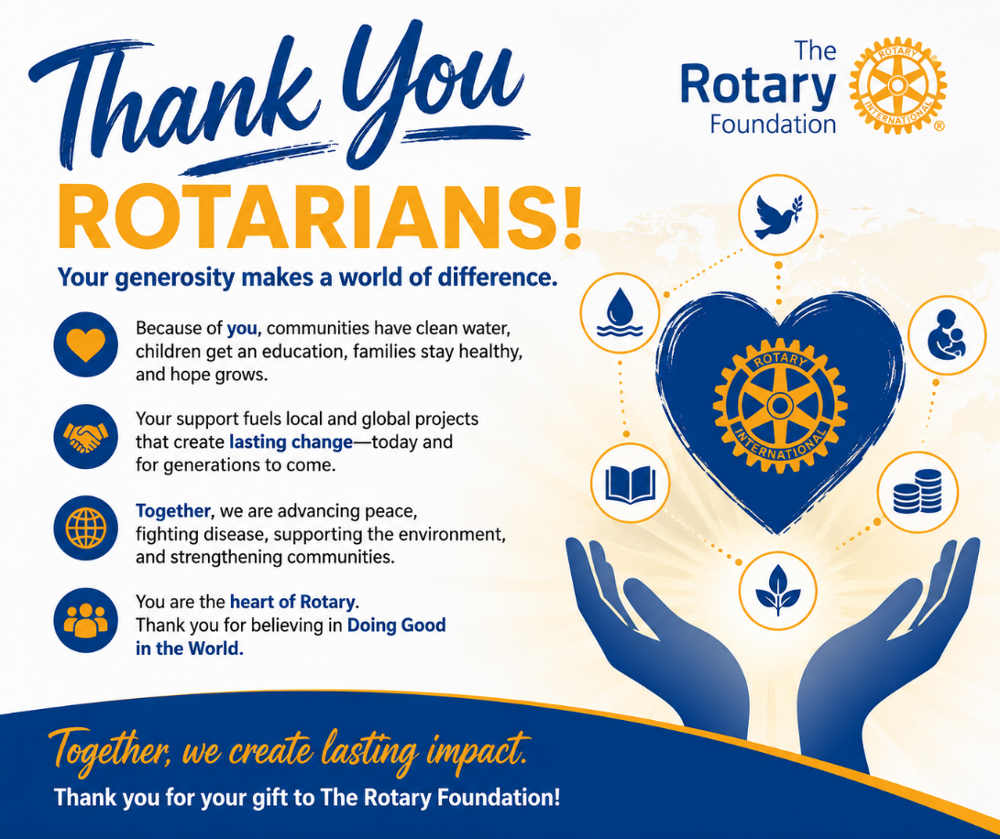 Thank You
ROTARIANS!
Your generosity makes a world of difference.
Because of you, communities have clean water,
children get an education, families stay healthy,
and hope grows.
Your support fuels local and global projects
that create lasting change—today and
for generations to come.
Together, we are advancing peace,
fighting disease, supporting the environment,
and strengthening communities.
You are the heart of Rotary.
Thank you for believing in Doing Good
in the World.
The
Rotary
Foundation
ROTARY
INTERNATIONAL
®
ROTARY
INTERNATIONAL
Together, we create lasting impact.
Thank you for your gift to The Rotary Foundation!